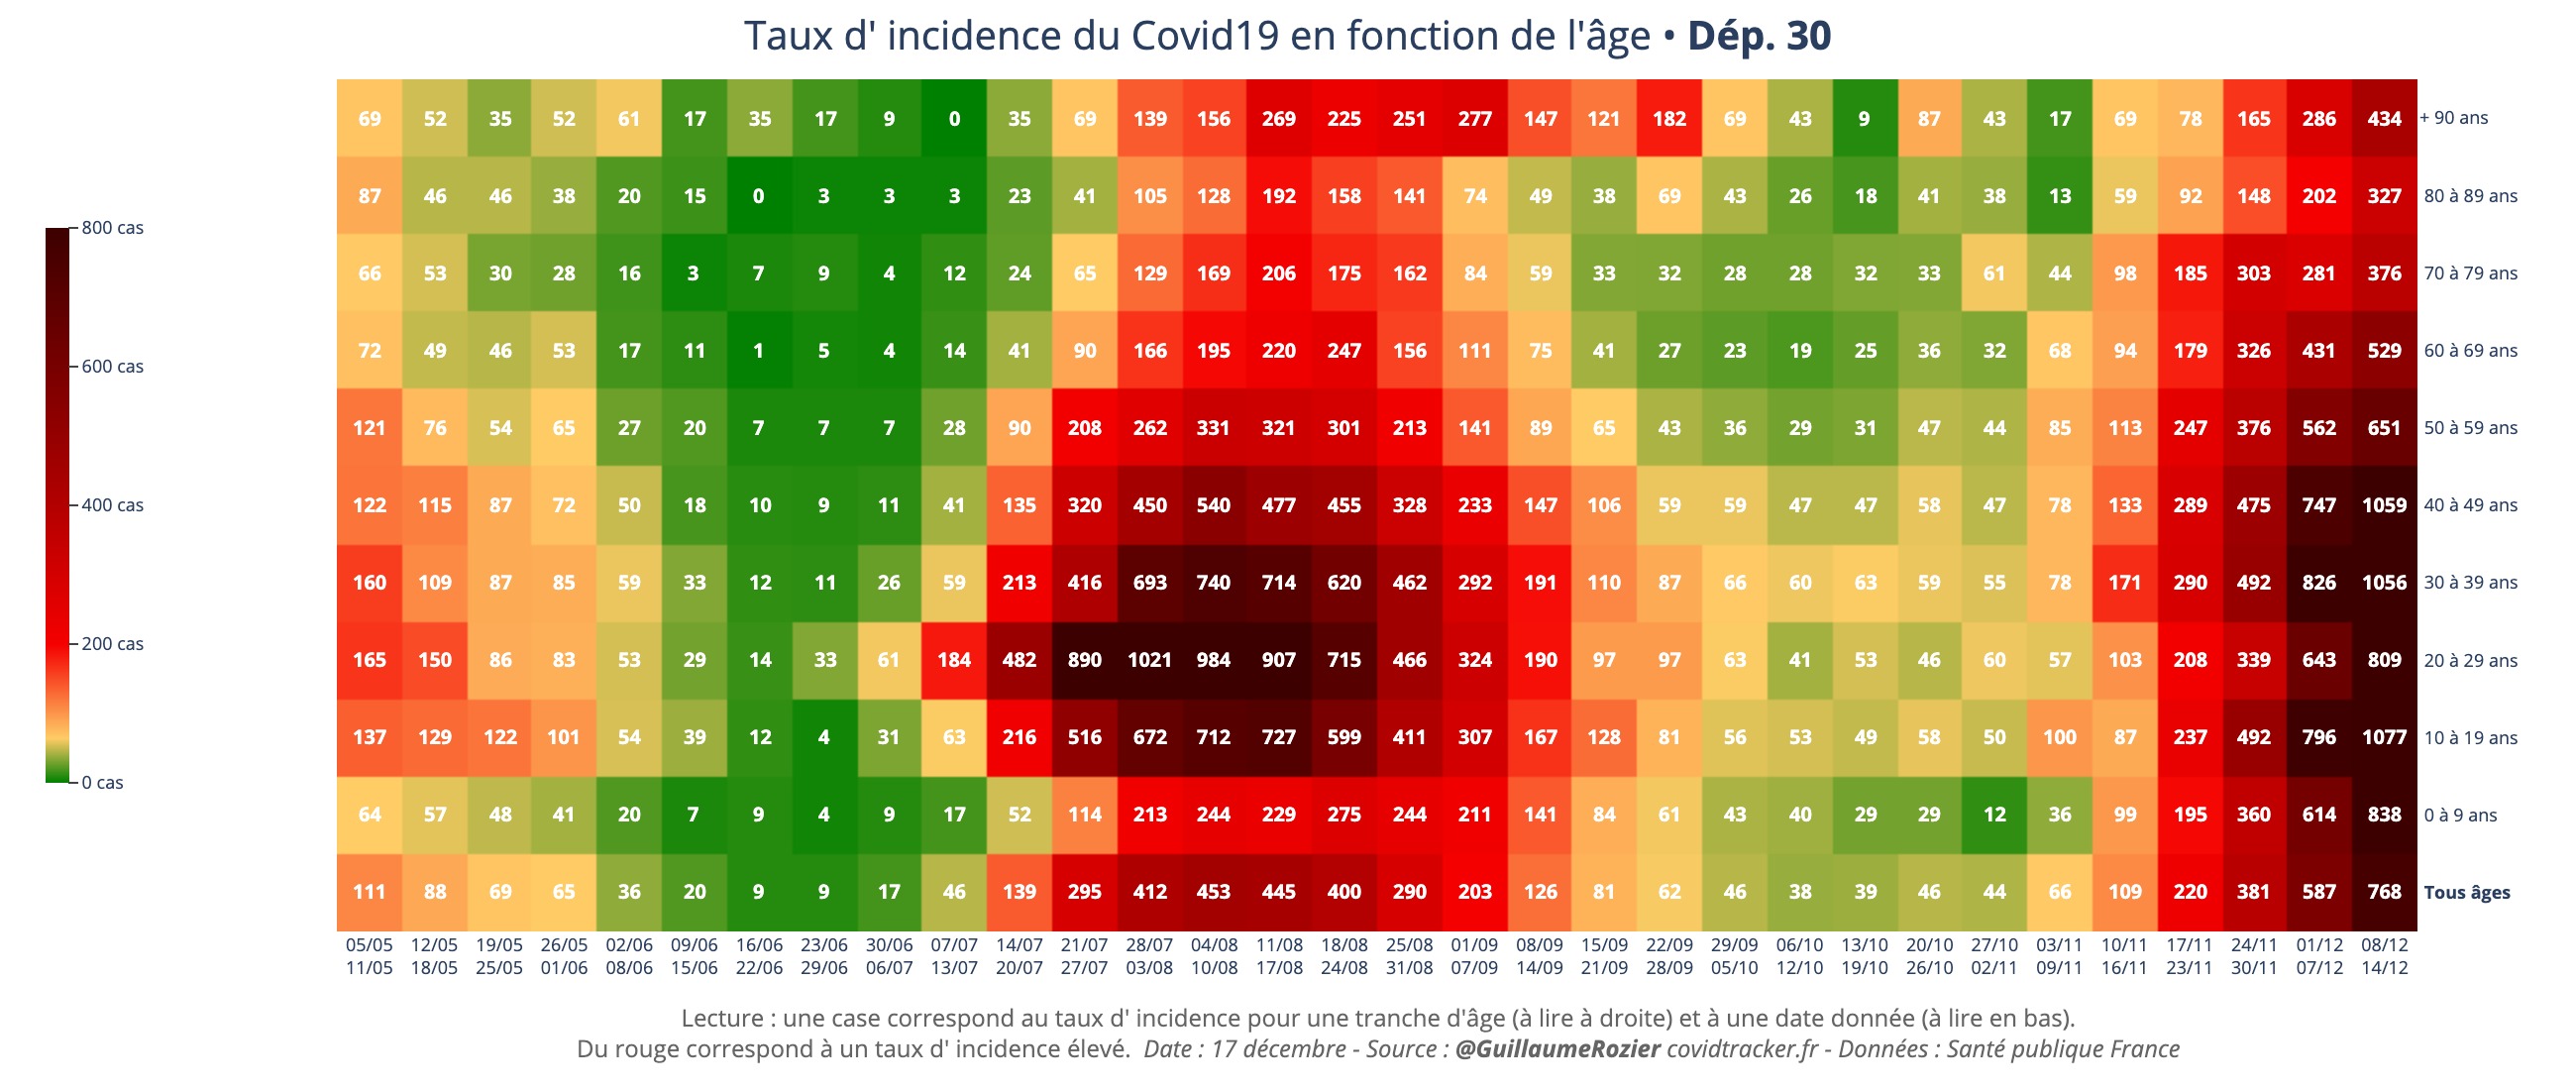 Taux d' incidence du Covid19 en fonction de l'âge • Dép. 30
800 cas
600 cas
400 cas
200 cas
0 cas
69 52 35 52 61 17 35 17 9 0 35 69 139 156 269 225 251 277 147 121 182 69 43 9 87 43 17 69 78 165 286 434 + 90 ans
87 46 46 38 20 15 0 3 3 3 23 41 105 128 192 158 141 74 49 38 69 43 26 18 41 38 13 59 92 148 202 327 80 à 89 ans
66 53 30 28 16 3 7 9 4 12 24 65 129 169 206 175 162 84 59 33 32 28 28 32 33 61 44 98 185 303 281 376 70 à 79 ans
72 49 46 53 17 11 1 5 4 14 41 90 166 195 220 247 156 111 75 41 27 23 19 25 36 32 68 94 179 326 431 529 60 à 69 ans
121 76 54 65 27 20 7 7 7 28 90 208 262 331 321 301 213 141 89 65 43 36 29 31 47 44 85 113 247 376 562 651 50 à 59 ans
122 115 87 72 50 18 10 9 11 41 135 320 450 540 477 455 328 233 147 106 59 59 47 47 58 47 78 133 289 475 747 1059 40 à 49 ans
160 109 87 85 59 33 12 11 26 59 213 416 693 740 714 620 462 292 191 110 87 66 60 63 59 55 78 171 290 492 826 1056 30 à 39 ans
165 150 86 83 53 29 14 33 61 184 482 890 1021 984 907 715 466 324 190 97 97 63 41 53 46 60 57 103 208 339 643 809 20 à 29 ans
137 129 122 101 54 39 12 4 31 63 216 516 672 712 727 599 411 307 167 128 81 56 53 49 58 50 100 87 237 492 796 1077 10 à 19 ans
64 57 48 41 20 7 9 4 9 17 52 114 213 244 229 275 244 211 141 84 61 43 40 29 29 12 36 99 195 360 614 838 0 à 9 ans
111 88 69 65 36 20 9 9 17 46 139 295 412 453 445 400 290 203 126 81 62 46 38 39 46 44 66 109 220 381 587 768 Tous âges
05/05 12/05 19/05 26/05 02/06 09/06 16/06 23/06 30/06 07/07 14/07 21/07 28/07 04/08 11/08 18/08 25/08 01/09 08/09 15/09 22/09 29/09 06/10 13/10 20/10 27/10 03/11 10/11 17/11 24/11 01/12 08/12
11/05 18/05 25/05 01/06 08/06 15/06 22/06 29/06 06/07 13/07 20/07 27/07 03/08 10/08 17/08 24/08 31/08 07/09 14/09 21/09 28/09 05/10 12/10 19/10 26/10 02/11 09/11 16/11 23/11 30/11 07/12 14/12
Lecture : une case correspond au taux d' incidence pour une tranche d'âge (à lire à droite) et à une date donnée (à lire en bas).
Du rouge correspond à un taux d' incidence élevé. Date : 17 décembre - Source : @GuillaumeRozier covidtracker.fr - Données : Santé publique France